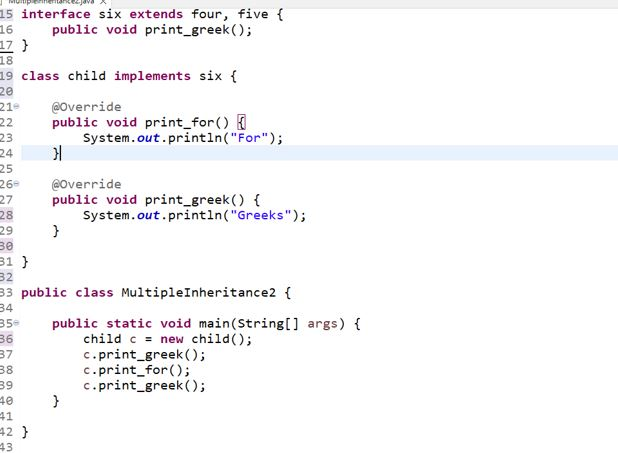 MultipleInheritance2.java
15 interface six extends four, five {
16     public void print_greek();
17 }
18
19 class child implements six {
20
21     @Override
22     public void print_for() {
23         System.out.println("For");
24     }
25
26     @Override
27     public void print_greek() {
28         System.out.println("Greeks");
29     }
30
31 }
32
33 public class MultipleInheritance2 {
34
35     public static void main(String[] args) {
36         child c = new child();
37         c.print_greek();
38         c.print_for();
39         c.print_greek();
40     }
41
42 }
43